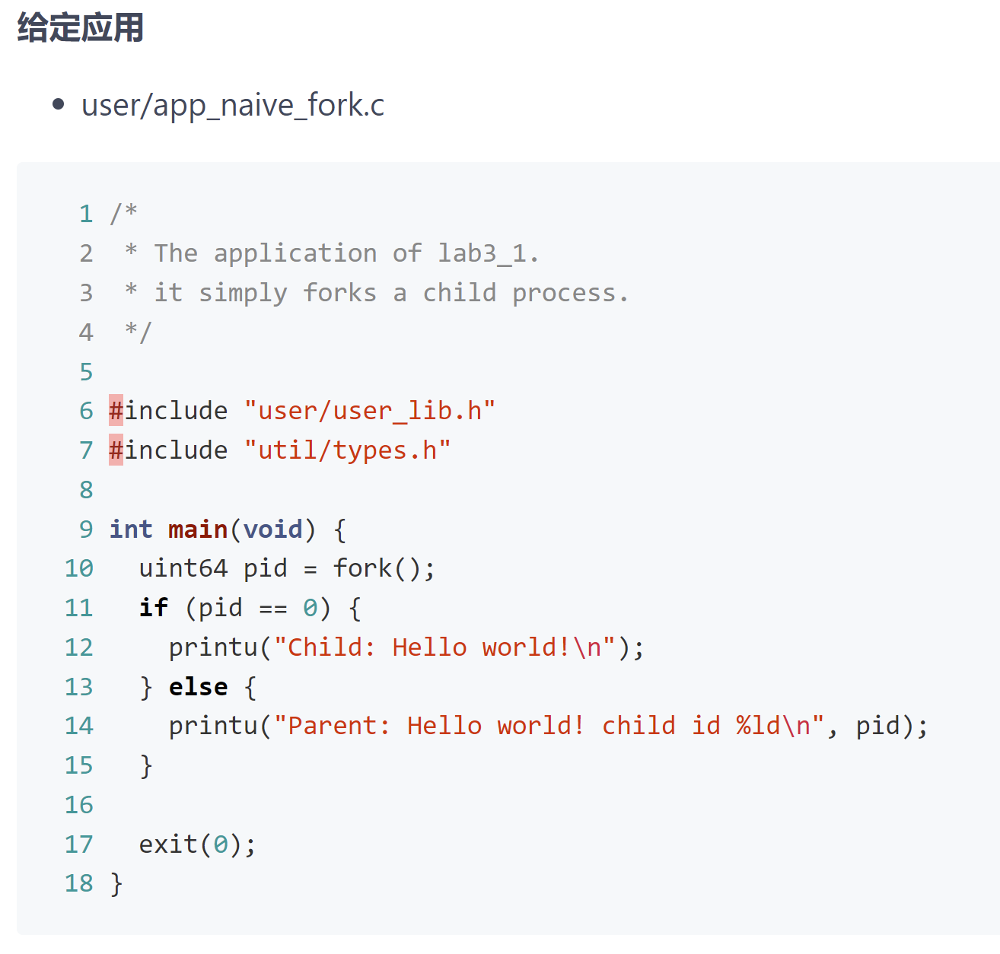 给定应用
• user/app_naive_fork.c
1 /*
2  * The application of lab3_1.
3  * it simply forks a child process.
4  */
5
6 #include "user/user_lib.h"
7 #include "util/types.h"
8
9 int main(void) {
10   uint64 pid = fork();
11   if (pid == 0) {
12     printu("Child: Hello world!\n");
13   } else {
14     printu("Parent: Hello world! child id %ld\n", pid);
15   }
16
17   exit(0);
18 }